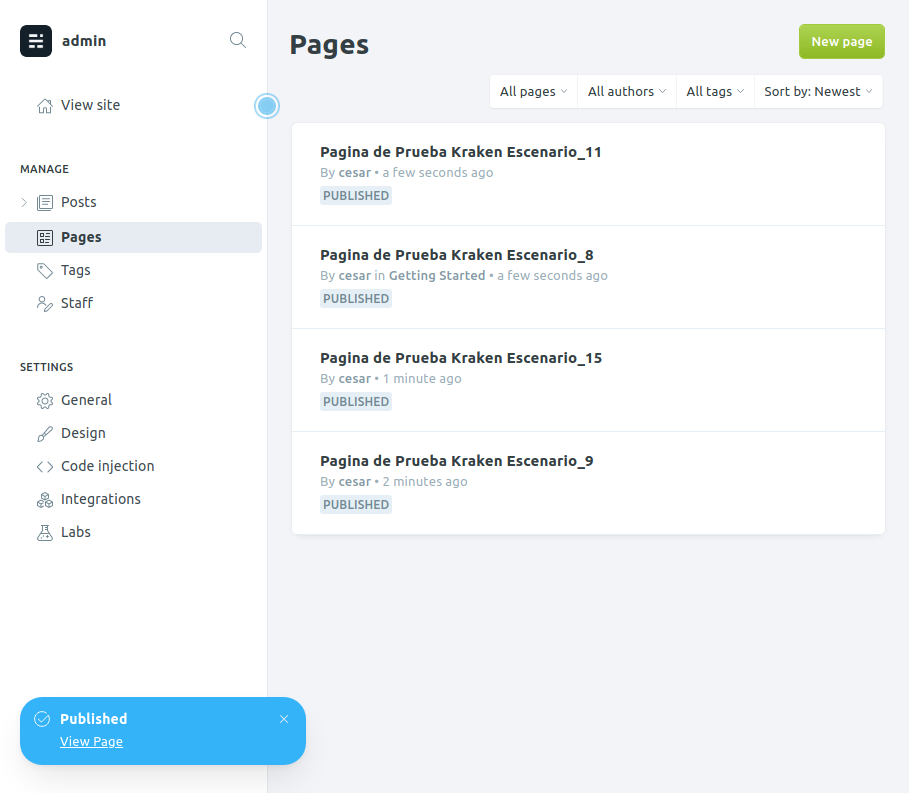 admin
View site
MANAGE
Posts
Pages
Tags
Staff
SETTINGS
General
Design
Code injection
Integrations
Labs
Published
View Page
Pages
New page
All pages
All authors
All tags
Sort by: Newest
Pagina de Prueba Kraken Escenario_11
By cesar • a few seconds ago
PUBLISHED
Pagina de Prueba Kraken Escenario_8
By cesar in Getting Started • a few seconds ago
PUBLISHED
Pagina de Prueba Kraken Escenario_15
By cesar • 1 minute ago
PUBLISHED
Pagina de Prueba Kraken Escenario_9
By cesar • 2 minutes ago
PUBLISHED